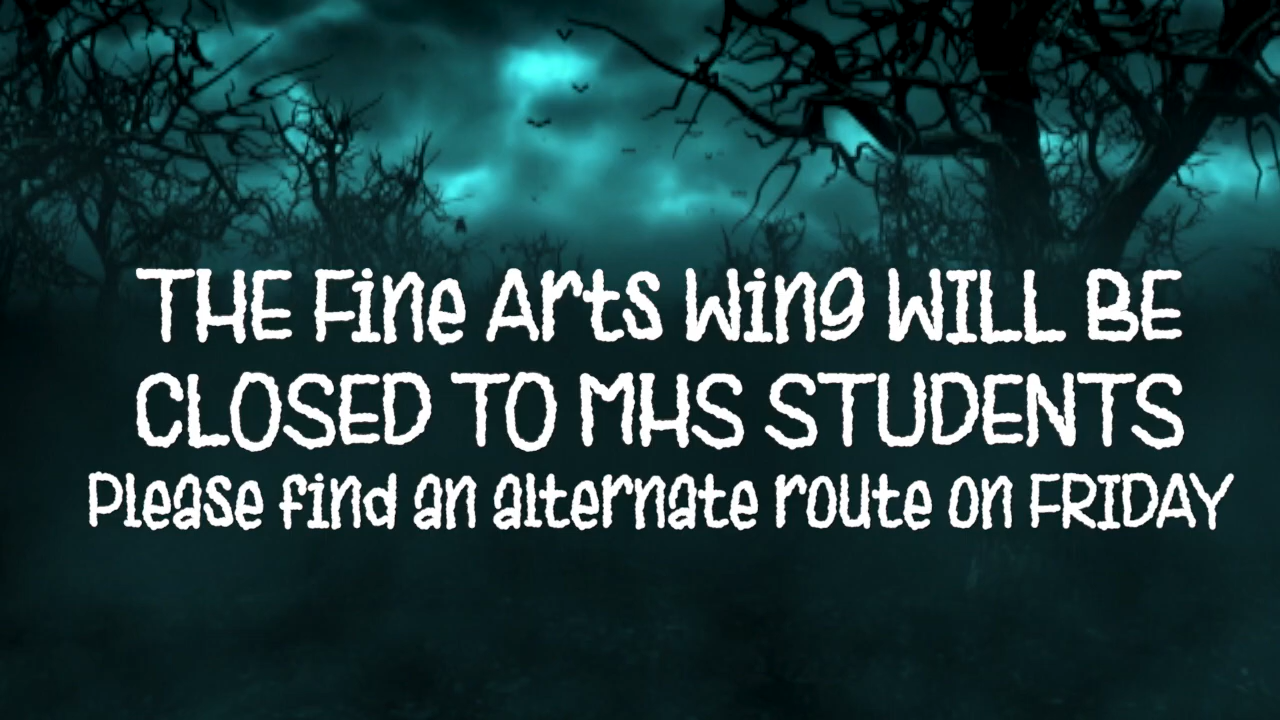 THE Fine Arts Wing WILL BE
CLOSED TO MHS STUDENTS
Please find an alternate route on FRIDAY